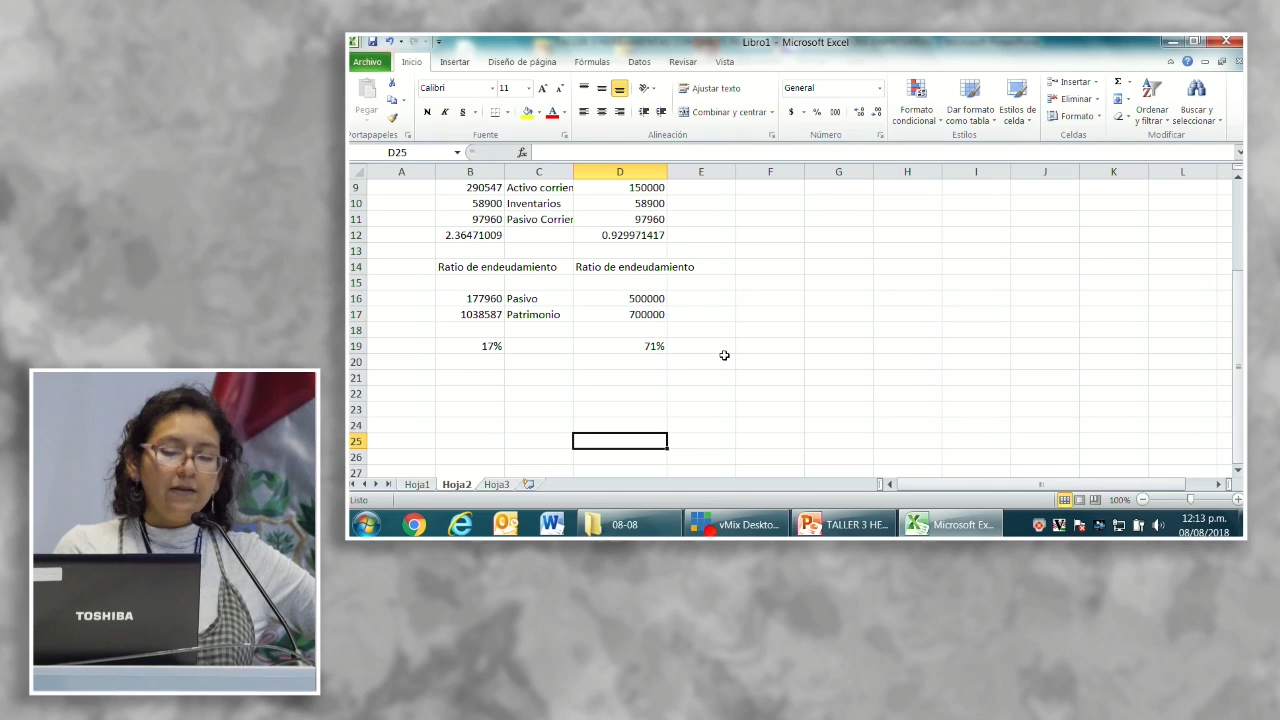 Libro1 - Microsoft Excel
Archivo Inicio Insertar Diseño de página Fórmulas Datos Revisar Vista
Calibri 11 Ajustar texto General Insertar
Pegar Formato condicional Dar formato como tabla Estilos de celda Eliminar Ordenar y filtrar Buscar y seleccionar
N K S Combinar y centrar $ % 000 Formato
Portapapeles Fuente Alineación Número Estilos Celdas Modificar
D25 fx
A B C D E F G H I J K L
9 290547 Activo corrien 150000
10 58900 Inventarios 58900
11 97960 Pasivo Corrier 97960
12 2.36471009 0.929971417
13
14 Ratio de endeudamiento Ratio de endeudamiento
15
16 177960 Pasivo 500000
17 1038587 Patrimonio 700000
18
19 17% 71%
20
21
22
23
24
25
26
27
Hoja1 Hoja2 Hoja3
Listo 100%
08-08 vMix Deskto... TALLER 3 HE... Microsoft Ex... 12:13 p.m.
08/08/2018
TOSHIBA